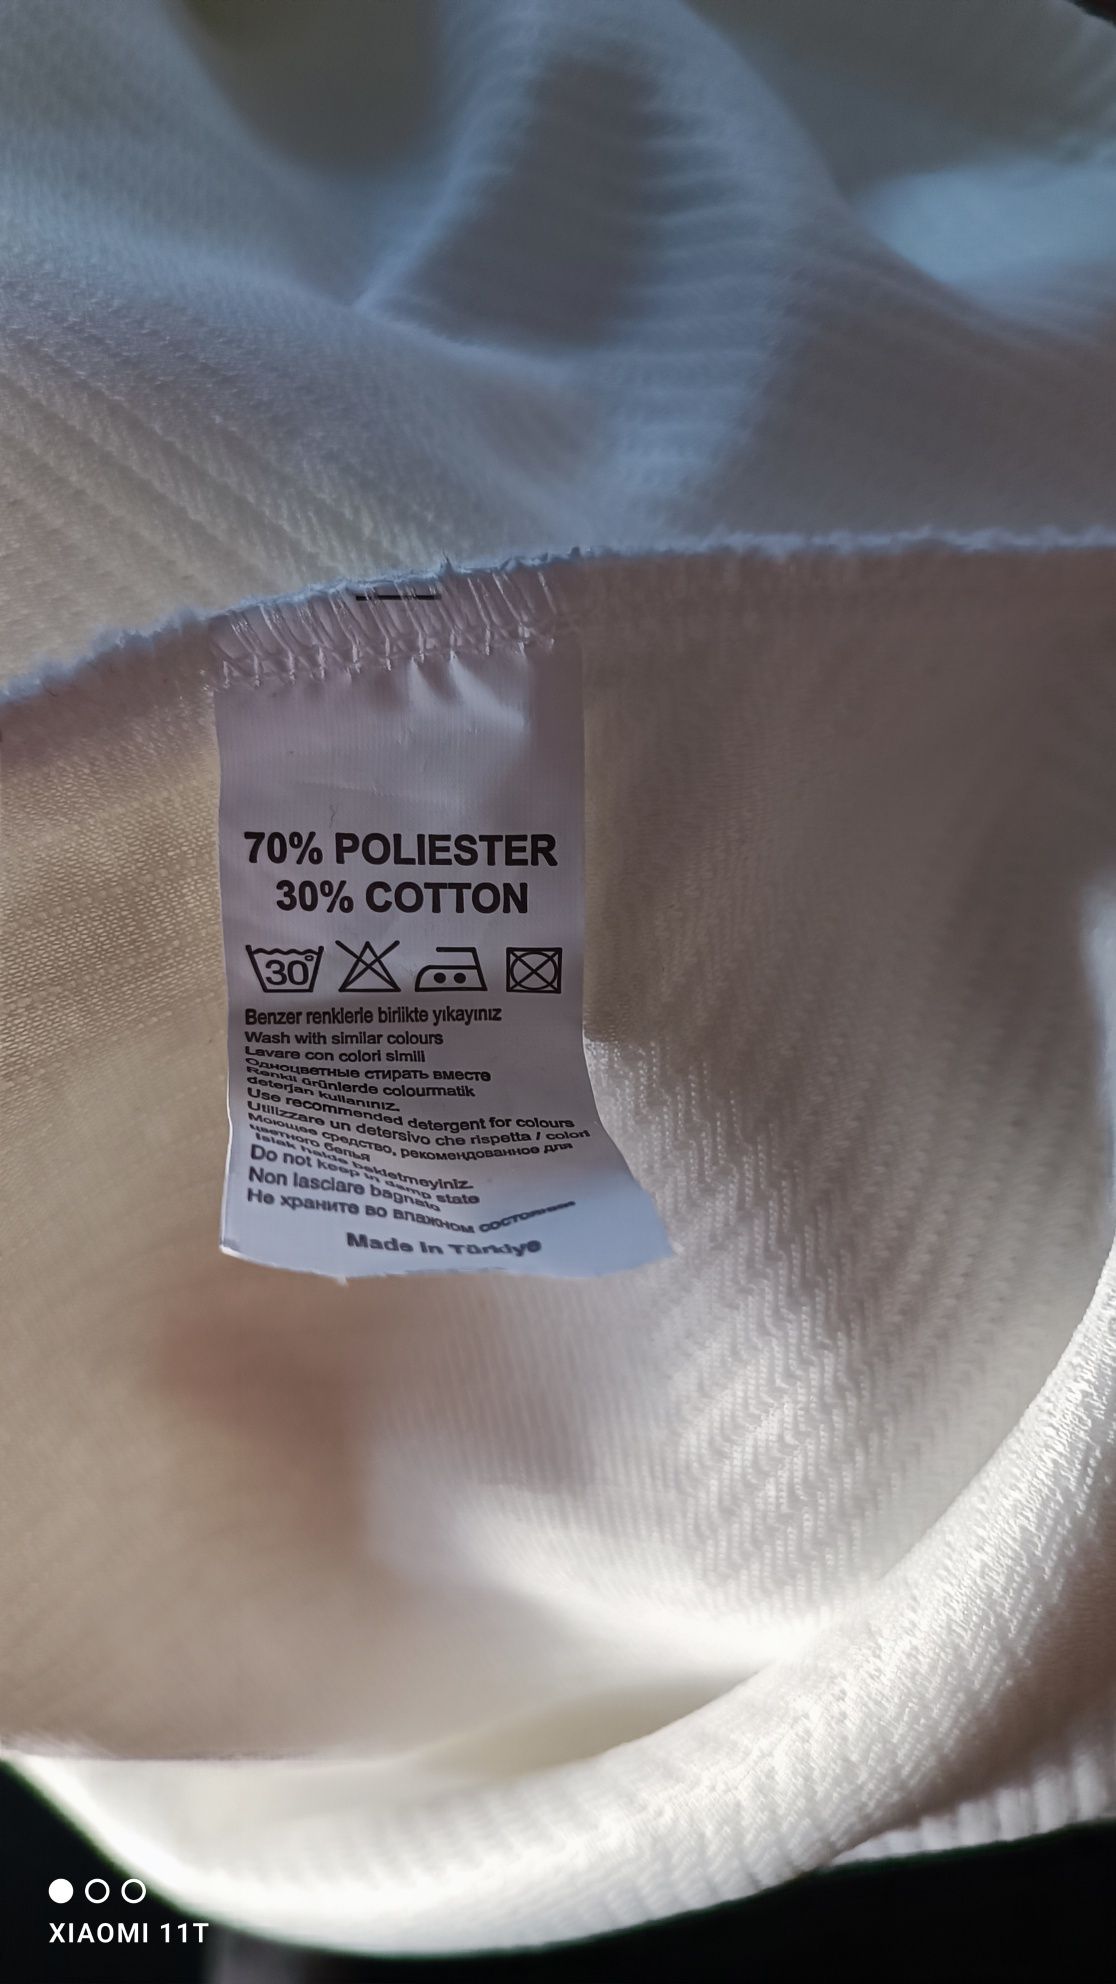 70% POLIESTER
30% COTTON
30°
Benzer renklerle birlikte yıkayınız
Wash with similar colours
Lavare con colori simili
Одноцветные стирать вместе
Renkli ürünlerde colourmatik
deterjan kullanınız.
Use recommended detergent for colours
Utilizzare un detersivo che rispetta / colori
Моющее средство, рекомендованное для
цветного белья
Islak halde bekletmeyiniz.
Do not keep in damp state
Non lasciare bagnato
Не храните во влажном состоянии
Made In Türkiye
XIAOMI 11T